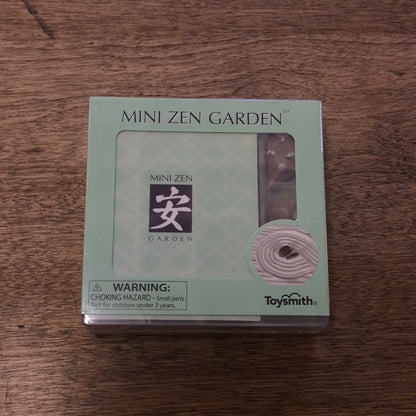 MINI ZEN GARDEN™
MINI ZEN
安
GARDEN
⚠ WARNING:
CHOKING HAZARD - Small parts.
Not for children under 3 years.
Toysmith®